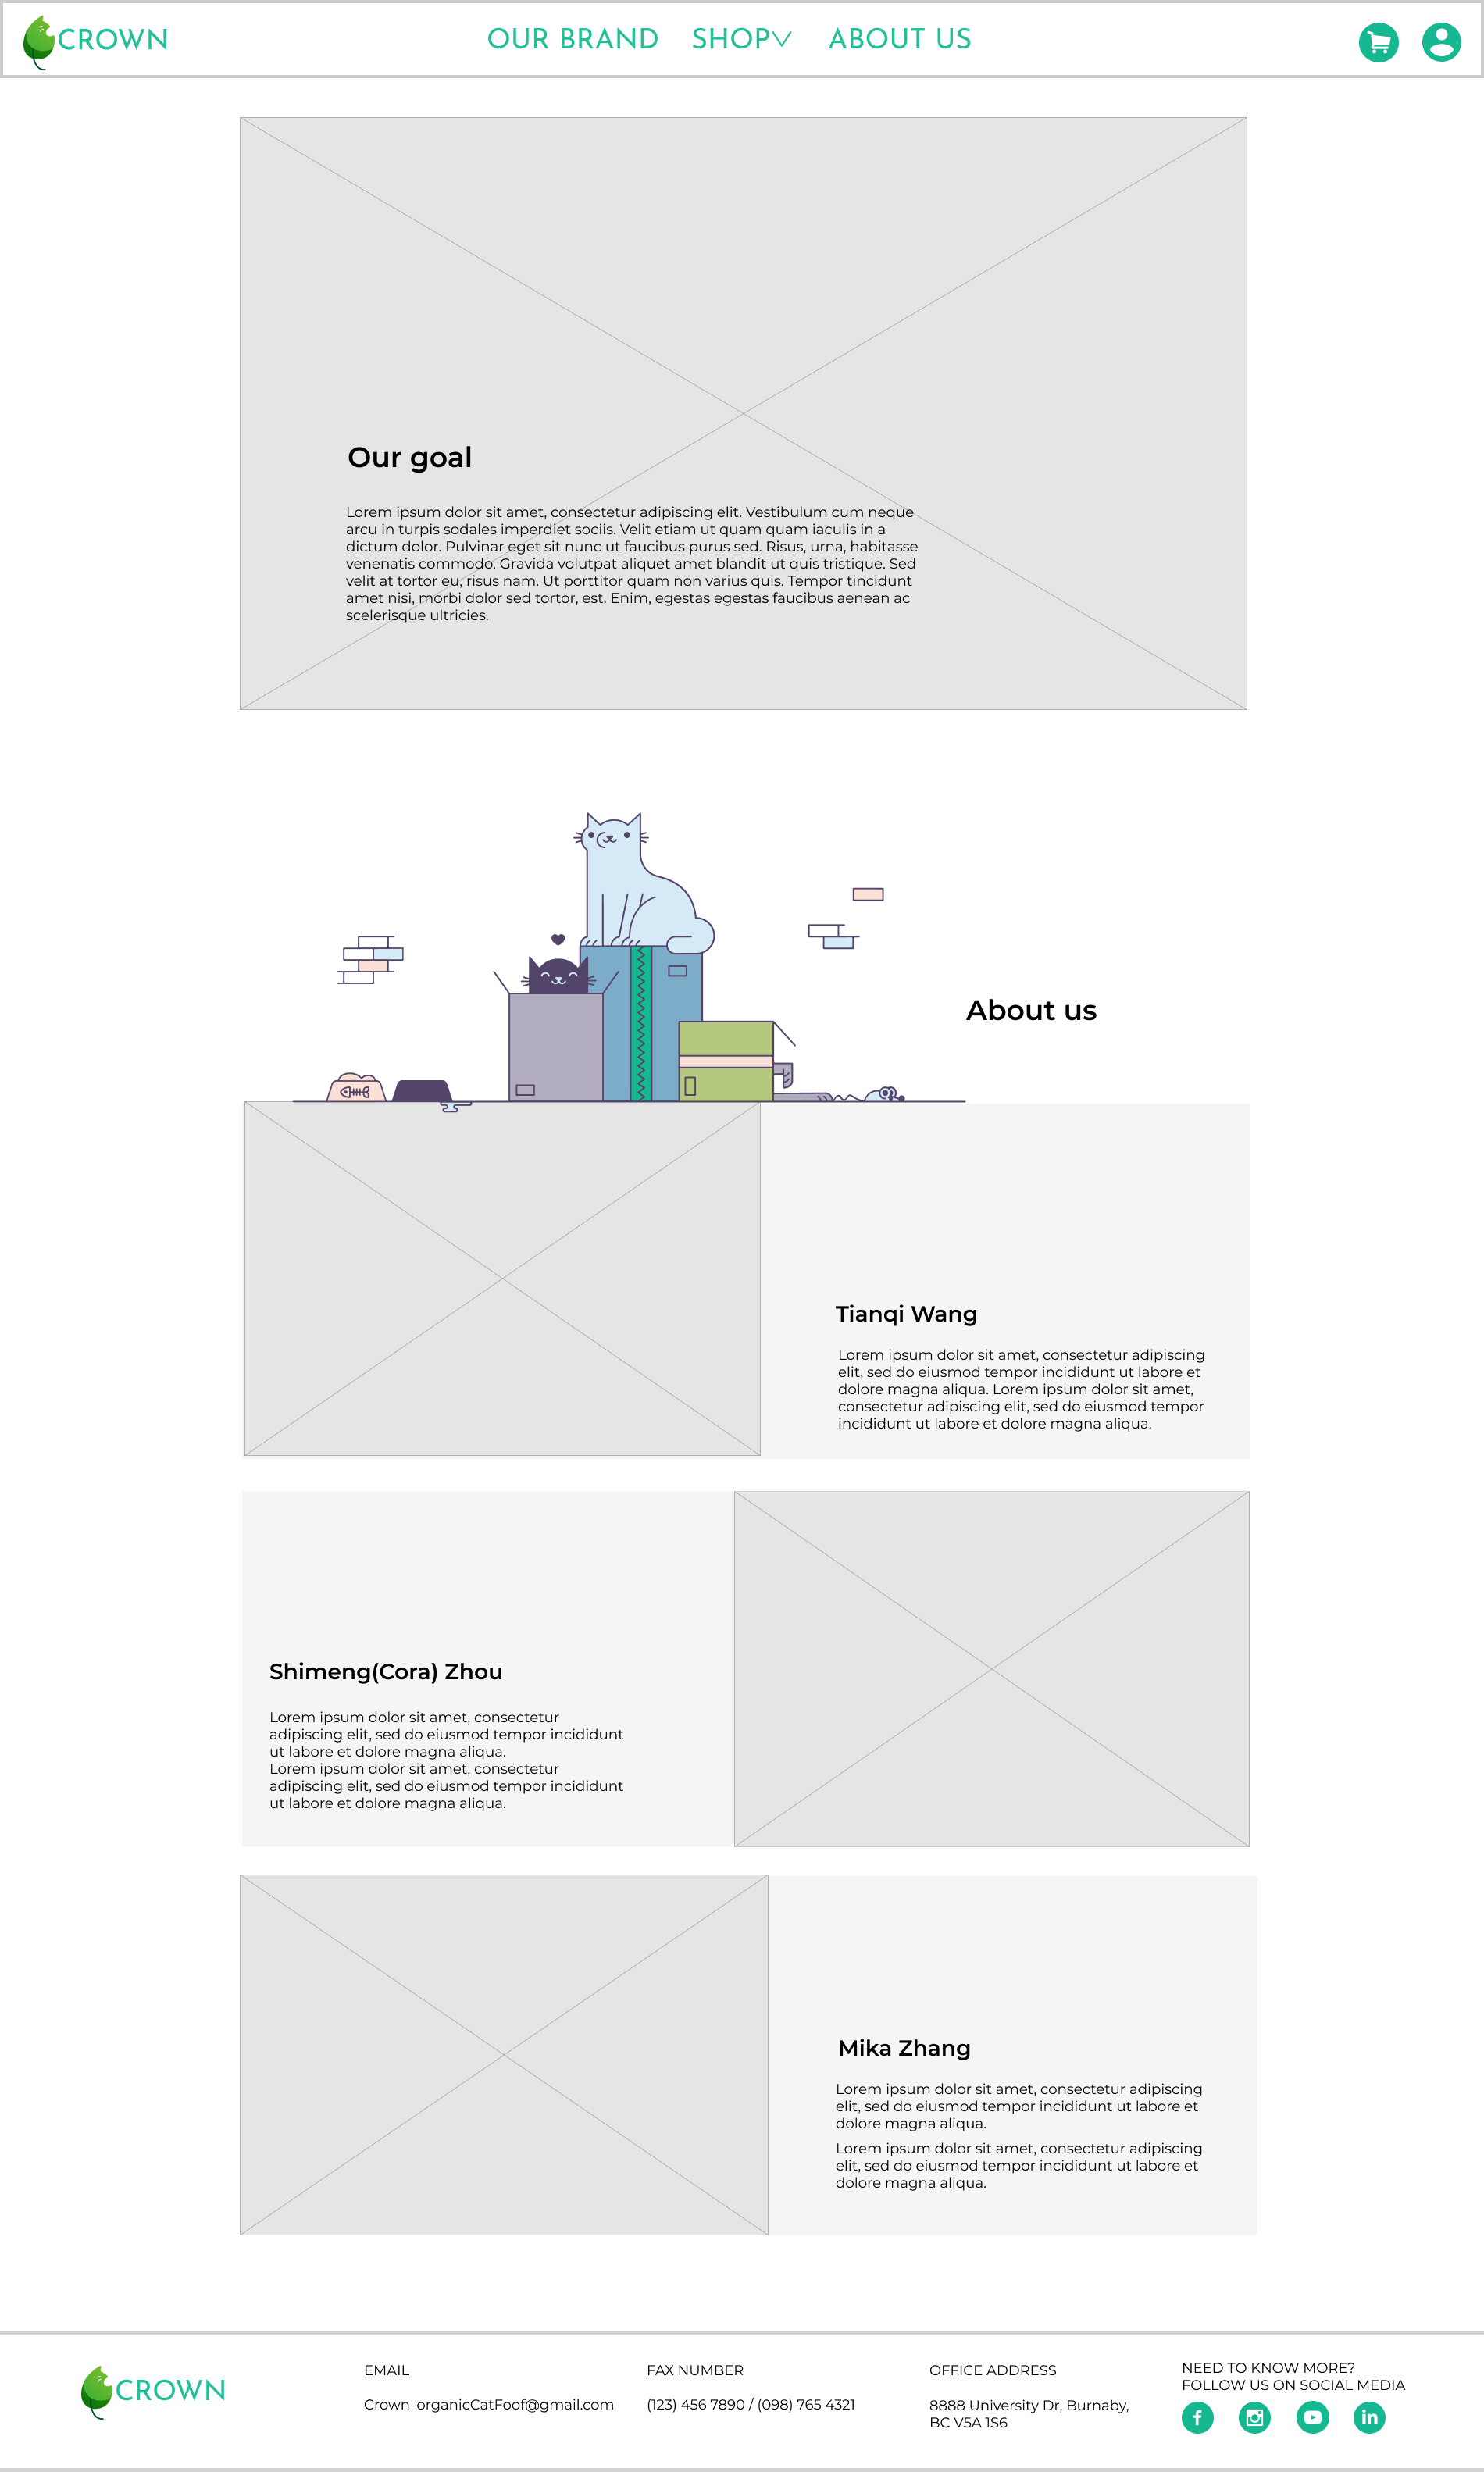 CROWN
OUR BRAND
SHOP
ABOUT US
Our goal
Lorem ipsum dolor sit amet, consectetur adipiscing elit. Vestibulum cum neque
arcu in turpis sodales imperdiet sociis. Velit etiam ut quam quam iaculis in a
dictum dolor. Pulvinar eget sit nunc ut faucibus purus sed. Risus, urna, habitasse
venenatis commodo. Gravida volutpat aliquet amet blandit ut quis tristique. Sed
velit at tortor eu, risus nam. Ut porttitor quam non varius quis. Tempor tincidunt
amet nisi, morbi dolor sed tortor, est. Enim, egestas egestas faucibus aenean ac
scelerisque ultricies.
About us
Tianqi Wang
Lorem ipsum dolor sit amet, consectetur adipiscing
elit, sed do eiusmod tempor incididunt ut labore et
dolore magna aliqua. Lorem ipsum dolor sit amet,
consectetur adipiscing elit, sed do eiusmod tempor
incididunt ut labore et dolore magna aliqua.
Shimeng(Cora) Zhou
Lorem ipsum dolor sit amet, consectetur
adipiscing elit, sed do eiusmod tempor incididunt
ut labore et dolore magna aliqua.
Lorem ipsum dolor sit amet, consectetur
adipiscing elit, sed do eiusmod tempor incididunt
ut labore et dolore magna aliqua.
Mika Zhang
Lorem ipsum dolor sit amet, consectetur adipiscing
elit, sed do eiusmod tempor incididunt ut labore et
dolore magna aliqua.
Lorem ipsum dolor sit amet, consectetur adipiscing
elit, sed do eiusmod tempor incididunt ut labore et
dolore magna aliqua.
CROWN
EMAIL
Crown_organicCatFoof@gmail.com
FAX NUMBER
(123) 456 7890 / (098) 765 4321
OFFICE ADDRESS
8888 University Dr, Burnaby,
BC V5A 1S6
NEED TO KNOW MORE?
FOLLOW US ON SOCIAL MEDIA
f
in